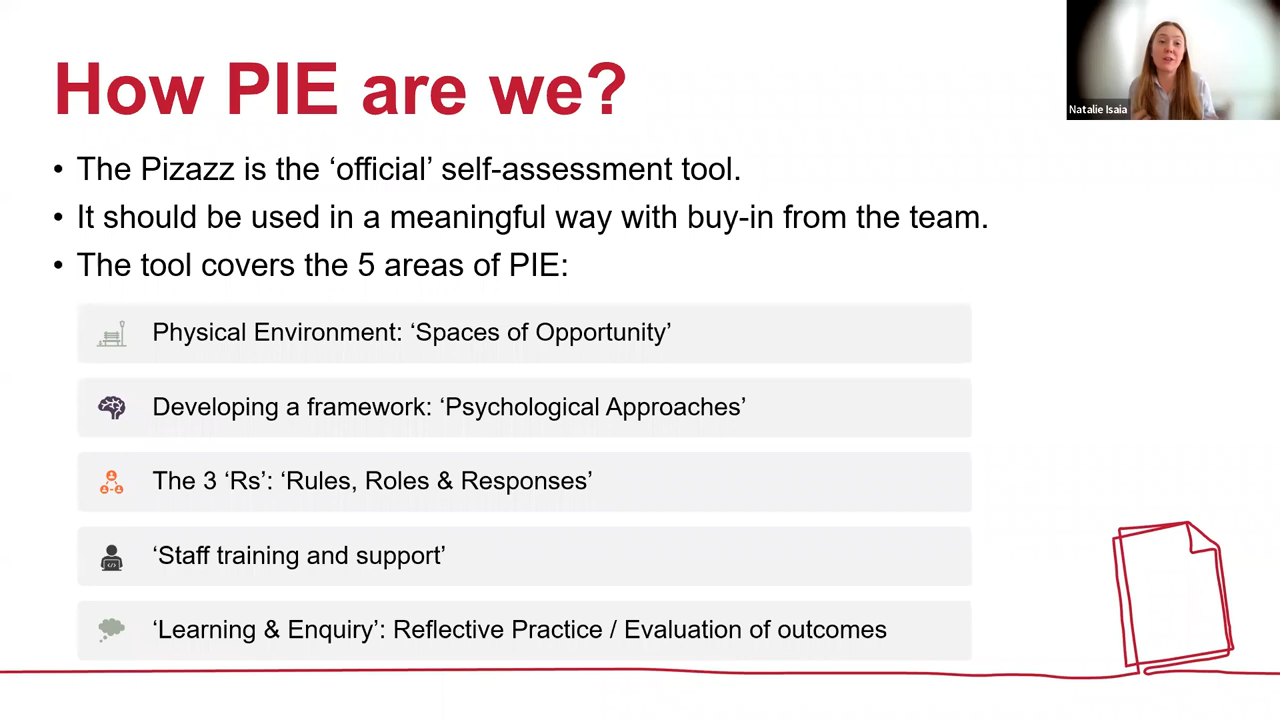 How PIE are we?
Natalie Isaia
• The Pizazz is the ‘official’ self-assessment tool.
• It should be used in a meaningful way with buy-in from the team.
• The tool covers the 5 areas of PIE:
Physical Environment: ‘Spaces of Opportunity’
Developing a framework: ‘Psychological Approaches’
The 3 ‘Rs’: ‘Rules, Roles & Responses’
‘Staff training and support’
‘Learning & Enquiry’: Reflective Practice / Evaluation of outcomes